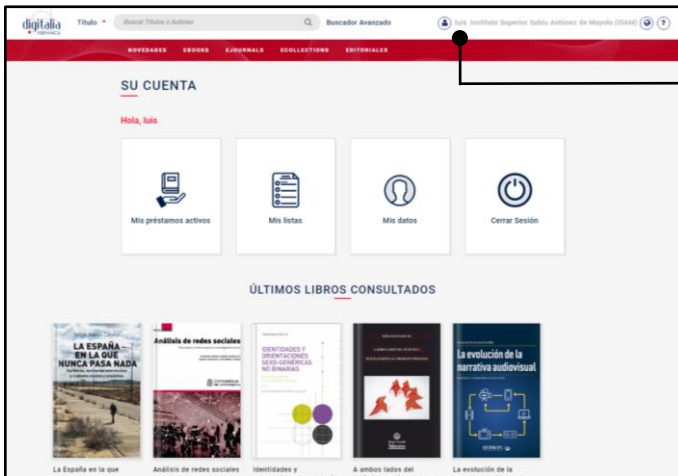 digitalia
HISPANICA
Título
Buscar Títulos o Autores
Buscador Avanzado
luis Instituto Superior Sabio Antúnez de Mayolo (ISAM)
?
NOVEDADES EBOOKS EJOURNALS ECOLLECTIONS EDITORIALES
SU CUENTA
Hola, luis
Mis préstamos activos
Mis listas
Mis datos
Cerrar Sesión
ÚLTIMOS LIBROS CONSULTADOS
LA ESPAÑA
EN LA QUE
NUNCA PASA NADA
Análisis de redes sociales
UNIVERSIDAD
DE ANTIOQUIA
IDENTIDADES Y
ORIENTACIONES
SEXO-GENÉRICAS
NO BINARIAS
La evolución de la
narrativa audiovisual
La España en la que
Análisis de redes sociales
Identidades y
A ambos lados del
La evolución de la